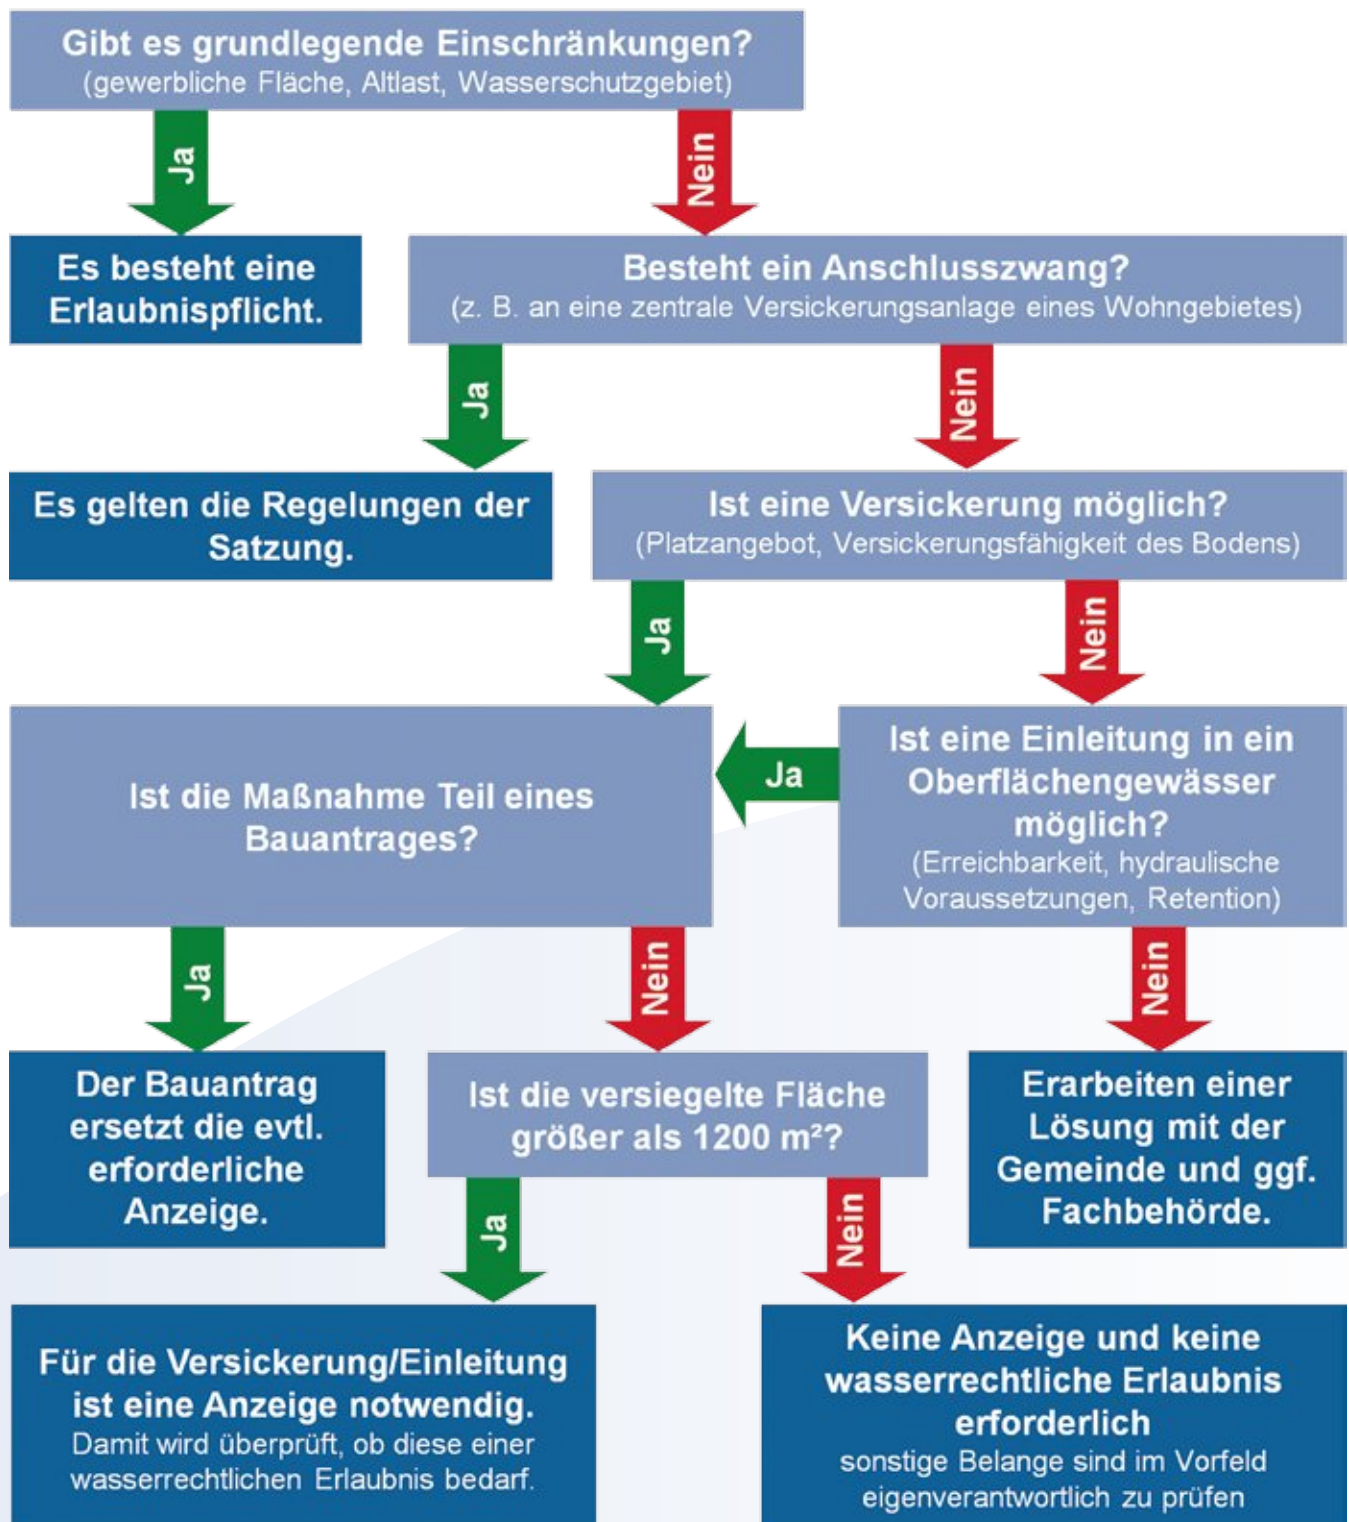 Gibt es grundlegende Einschränkungen?
(gewerbliche Fläche, Altlast, Wasserschutzgebiet)
Ja
Nein
Es besteht eine
Erlaubnispflicht.
Besteht ein Anschlusszwang?
(z. B. an eine zentrale Versickerungsanlage eines Wohngebietes)
Ja
Nein
Es gelten die Regelungen der
Satzung.
Ist eine Versickerung möglich?
(Platzangebot, Versickerungsfähigkeit des Bodens)
Ja
Nein
Ist die Maßnahme Teil eines
Bauantrages?
Ja
Ist eine Einleitung in ein
Oberflächengewässer
möglich?
(Erreichbarkeit, hydraulische
Voraussetzungen, Retention)
Ja
Nein
Nein
Der Bauantrag
ersetzt die evtl.
erforderliche
Anzeige.
Ist die versiegelte Fläche
größer als 1200 m²?
Erarbeiten einer
Lösung mit der
Gemeinde und ggf.
Fachbehörde.
Ja
Nein
Für die Versickerung/Einleitung
ist eine Anzeige notwendig.
Damit wird überprüft, ob diese einer
wasserrechtlichen Erlaubnis bedarf.
Keine Anzeige und keine
wasserrechtliche Erlaubnis
erforderlich
sonstige Belange sind im Vorfeld
eigenverantwortlich zu prüfen